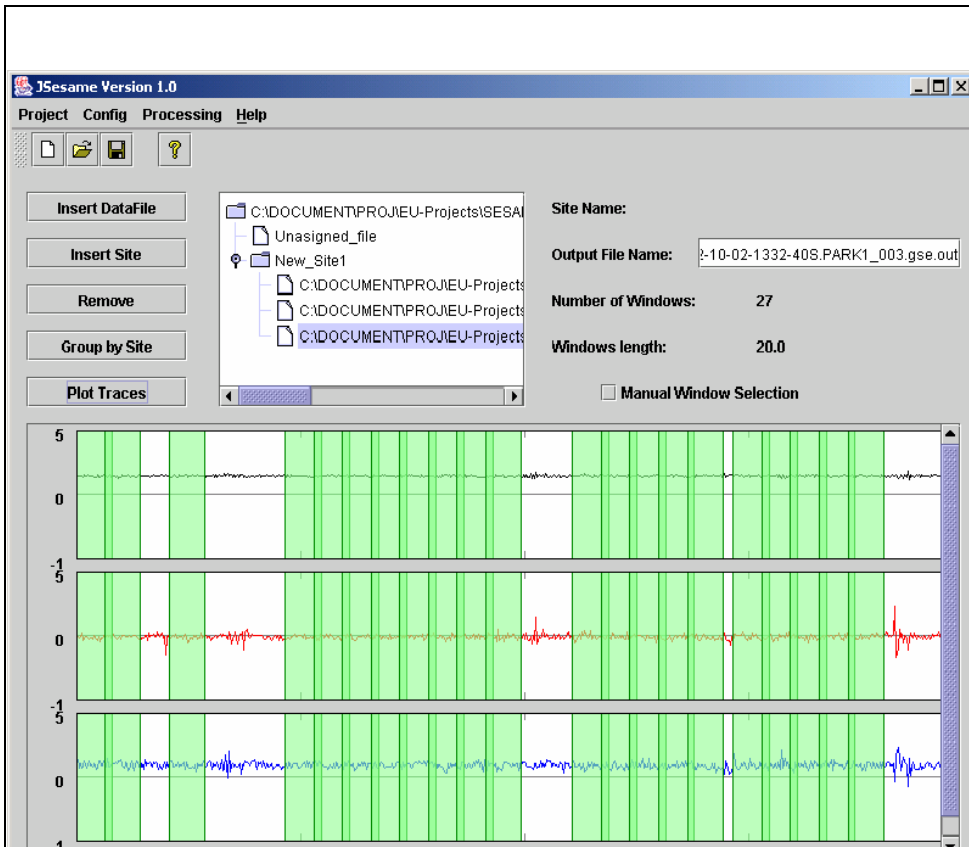 JSesame Version 1.0
Project Config Processing Help
Insert DataFile
Insert Site
Remove
Group by Site
Plot Traces
C:\DOCUMENT\PROJ\EU-Projects\SESA
Unasigned_file
New_Site1
C:\DOCUMENT\PROJ\EU-Projects
C:\DOCUMENT\PROJ\EU-Projects
C:\DOCUMENT\PROJ\EU-Projects
Site Name:
Output File Name: 2-10-02-1332-40S.PARK1_003.gse.out
Number of Windows: 27
Windows length: 20.0
Manual Window Selection
5
0
-1
5
0
-1
5
0